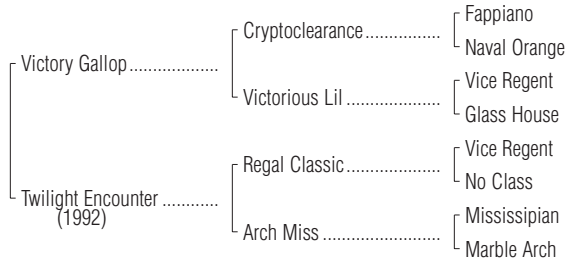 Fappiano
Cryptoclearance..................
Naval Orange
Victory Gallop ...................
Vice Regent
Victorious Lil ......................
Glass House
Vice Regent
Regal Classic......................
No Class
Twilight Encounter ............
(1992)
Mississipian
Arch Miss ...........................
Marble Arch